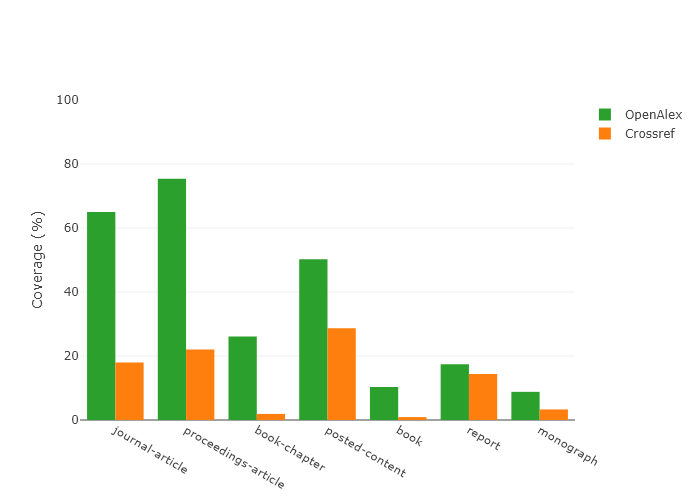 100
80
60
40
20
0
Coverage (%)
journal-article
proceedings-article
book-chapter
posted-content
book
report
monograph
OpenAlex
Crossref